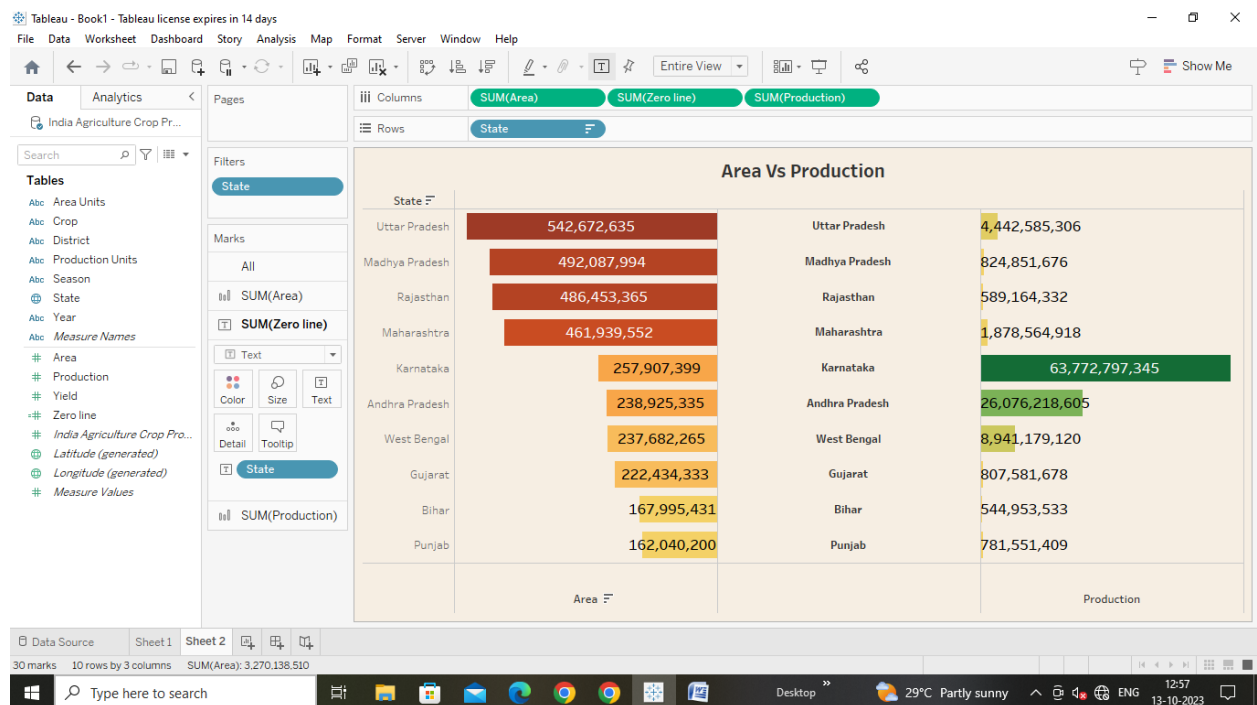 Tableau - Book1 - Tableau license expires in 14 days
File Data Worksheet Dashboard Story Analysis Map Format Server Window Help
Entire View
Show Me
Data Analytics
India Agriculture Crop Pr...
Search
Tables
Abc Area Units
Abc Crop
Abc District
Abc Production Units
Abc Season
State
Abc Year
Abc Measure Names
# Area
# Production
# Yield
=# Zero line
# India Agriculture Crop Pro...
Latitude (generated)
Longitude (generated)
# Measure Values
Pages
Filters
State
Marks
All
SUM(Area)
SUM(Zero line)
Text
Color Size Text
Detail Tooltip
State
SUM(Production)
Columns SUM(Area) SUM(Zero line) SUM(Production)
Rows State
Area Vs Production
State
Uttar Pradesh 542,672,635 Uttar Pradesh 4,442,585,306
Madhya Pradesh 492,087,994 Madhya Pradesh 824,851,676
Rajasthan 486,453,365 Rajasthan 589,164,332
Maharashtra 461,939,552 Maharashtra 1,878,564,918
Karnataka 257,907,399 Karnataka 63,772,797,345
Andhra Pradesh 238,925,335 Andhra Pradesh 26,076,218,605
West Bengal 237,682,265 West Bengal 8,941,179,120
Gujarat 222,434,333 Gujarat 807,581,678
Bihar 167,995,431 Bihar 544,953,533
Punjab 162,040,200 Punjab 781,551,409
Area Production
Data Source Sheet 1 Sheet 2
30 marks 10 rows by 3 columns SUM(Area): 3,270,138,510
Type here to search
Desktop
29°C Partly sunny
ENG
12:57
13-10-2023